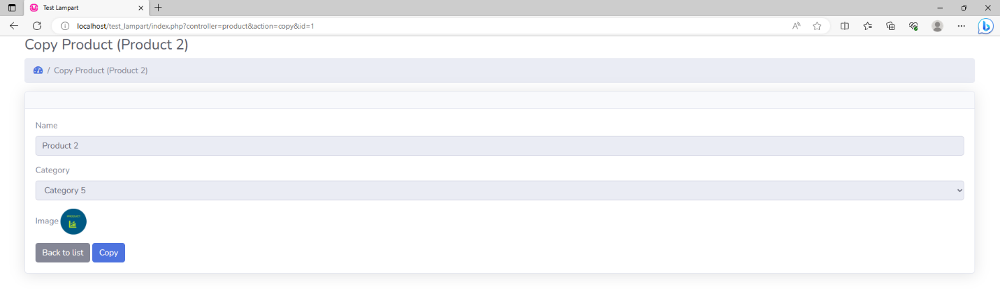 Test Lampart
localhost/test_lampart/index.php?controller=product&action=copy&id=1
Copy Product (Product 2)
/ Copy Product (Product 2)
Name
Product 2
Category
Category 5
Image
PRODUCT
Back to list Copy